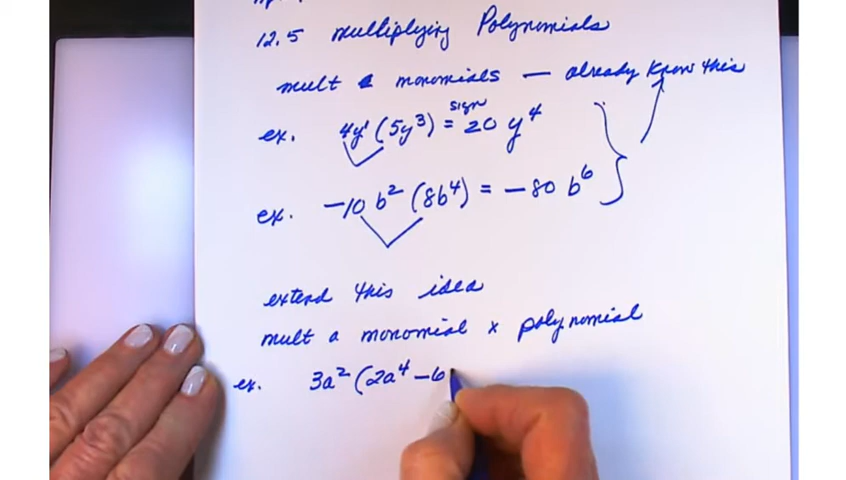 12.5 multiplying Polynomials
mult monomials — already know this
sign
ex. 4y¹(5y³) = 20 y⁴
ex. -10 b² (8b⁴) = -80 b⁶
extend this idea
mult a monomial x polynomial
ex. 3a² (2a⁴ - 6